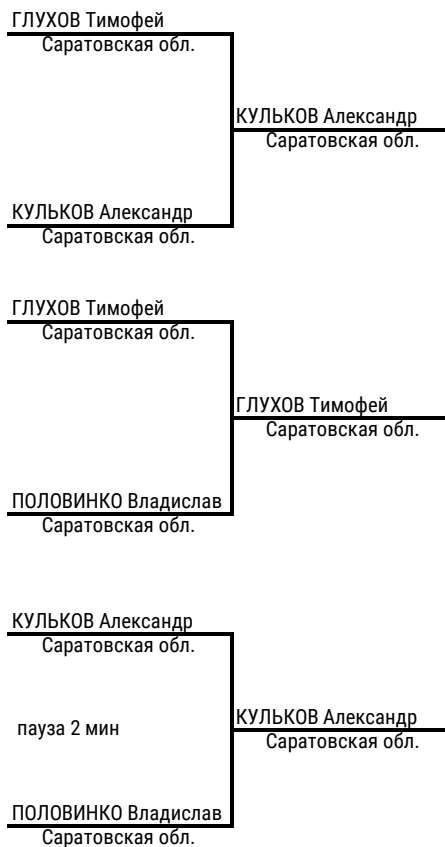 ГЛУХОВ Тимофей
Саратовская обл.
КУЛЬКОВ Александр
Саратовская обл.
КУЛЬКОВ Александр
Саратовская обл.
ГЛУХОВ Тимофей
Саратовская обл.
ГЛУХОВ Тимофей
Саратовская обл.
ПОЛОВИНКО Владислав
Саратовская обл.
КУЛЬКОВ Александр
Саратовская обл.
пауза 2 мин
КУЛЬКОВ Александр
Саратовская обл.
ПОЛОВИНКО Владислав
Саратовская обл.